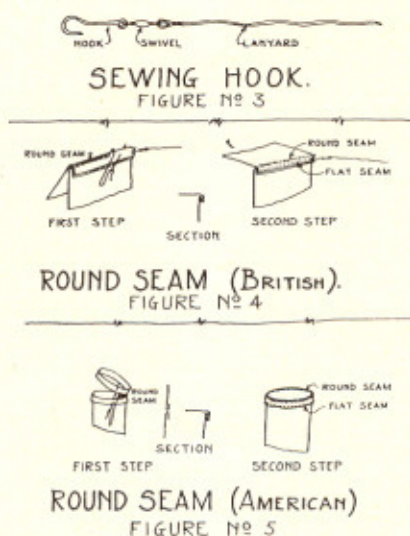 HOOK SWIVEL LANYARD
SEWING HOOK.
FIGURE Nº 3
ROUND SEAM
FIRST STEP
SECTION
ROUND SEAM
FLAT SEAM
SECOND STEP
ROUND SEAM (BRITISH).
FIGURE Nº 4
ROUND
SEAM
FIRST STEP
SECTION
ROUND SEAM
FLAT SEAM
SECOND STEP
ROUND SEAM (AMERICAN)
FIGURE Nº 5